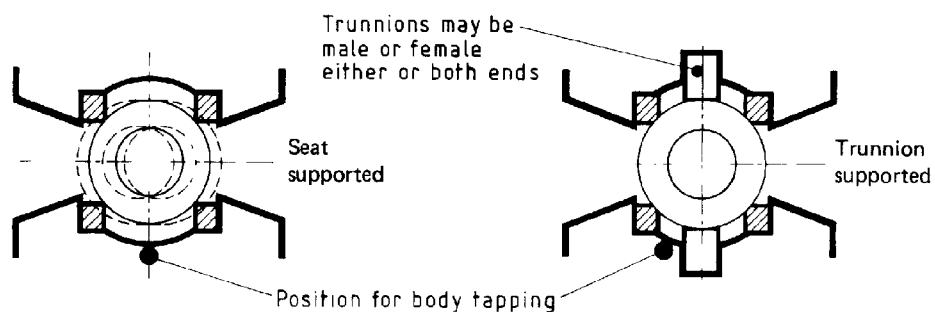 Trunnions may be
male or female
either or both ends
Seat
supported
Trunnion
supported
Position for body tapping